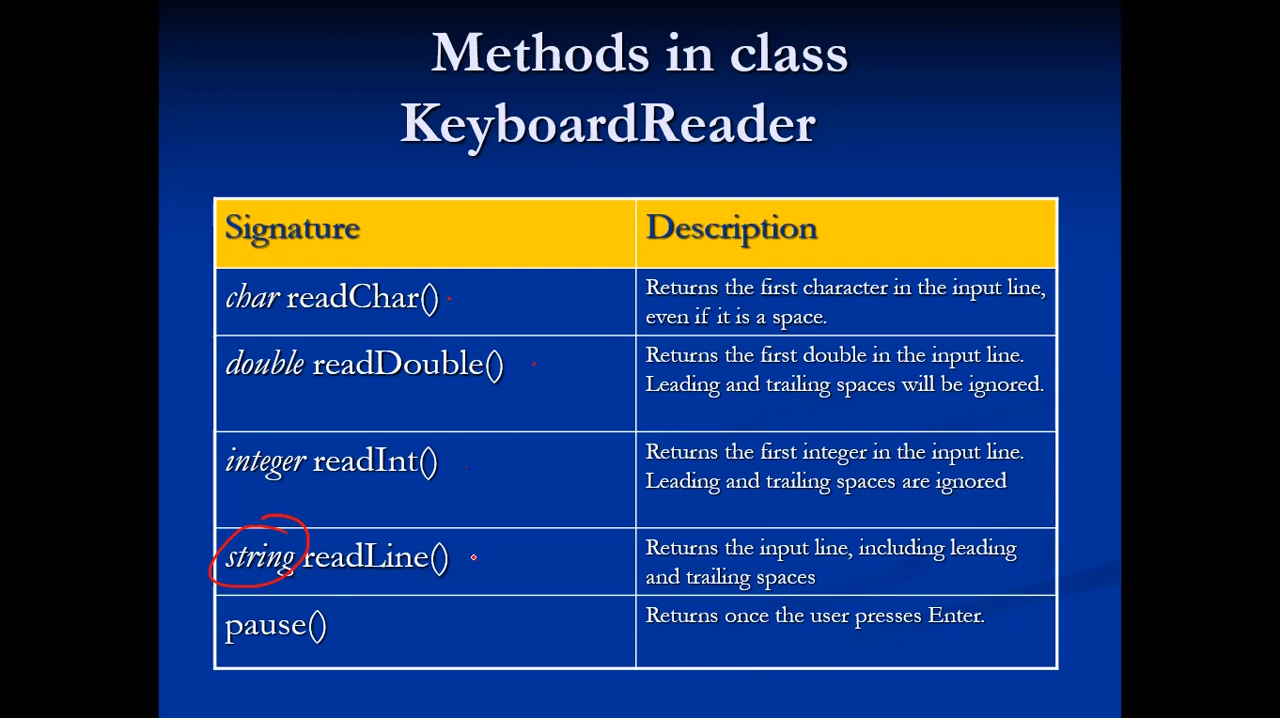 Methods in class
KeyboardReader
Signature
Description
char readChar()
Returns the first character in the input line,
even if it is a space.
double readDouble()
Returns the first double in the input line.
Leading and trailing spaces will be ignored.
integer readInt()
Returns the first integer in the input line.
Leading and trailing spaces are ignored
string readLine()
Returns the input line, including leading
and trailing spaces
pause()
Returns once the user presses Enter.